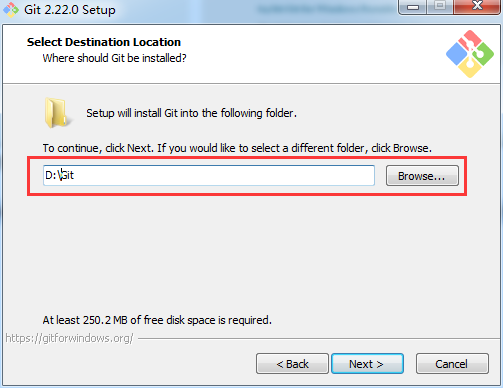 Git 2.22.0 Setup
Select Destination Location
Where should Git be installed?
Setup will install Git into the following folder.
To continue, click Next. If you would like to select a different folder, click Browse.
D:\Git
Browse...
At least 250.2 MB of free disk space is required.
https://gitforwindows.org/
< Back
Next >
Cancel